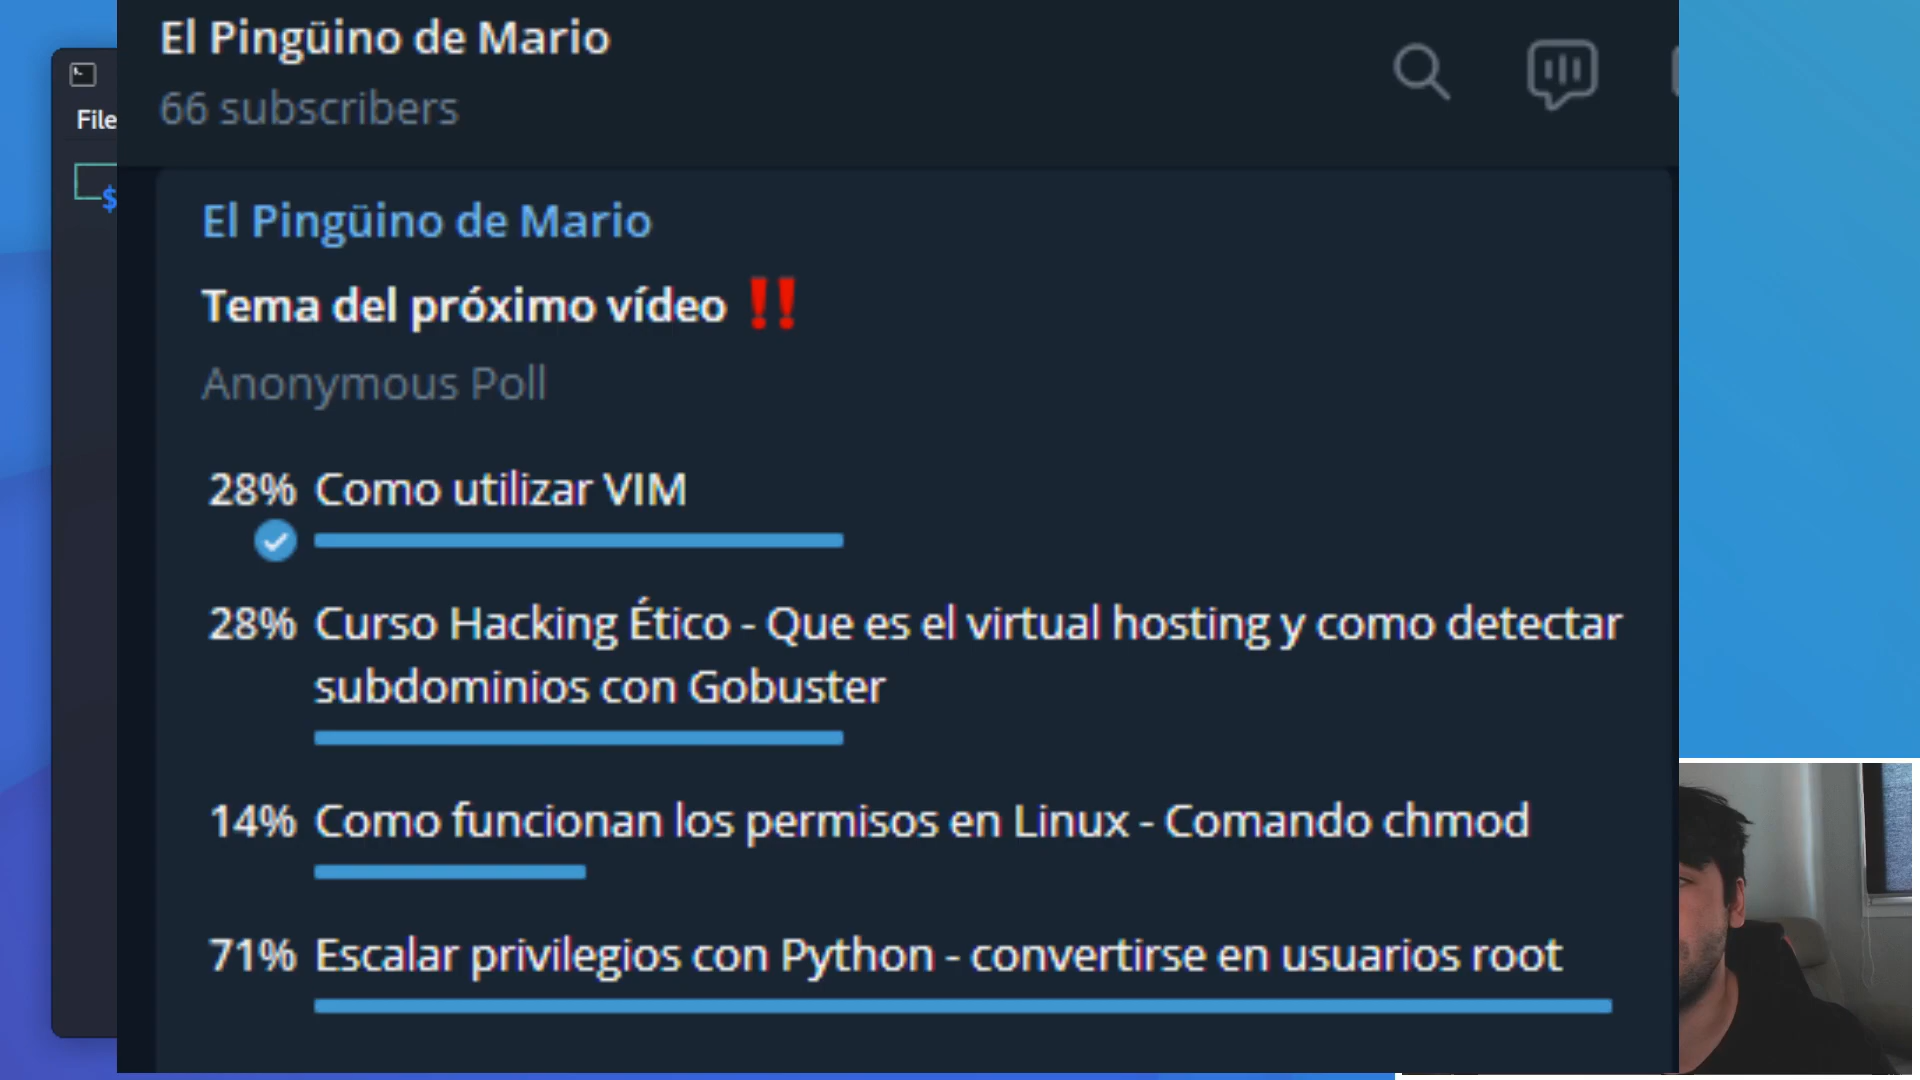 El Pingüino de Mario
66 subscribers
File
$
El Pingüino de Mario
Tema del próximo vídeo ‼️
Anonymous Poll
28% Como utilizar VIM
28% Curso Hacking Ético - Que es el virtual hosting y como detectar
subdominios con Gobuster
14% Como funcionan los permisos en Linux - Comando chmod
71% Escalar privilegios con Python - convertirse en usuarios root